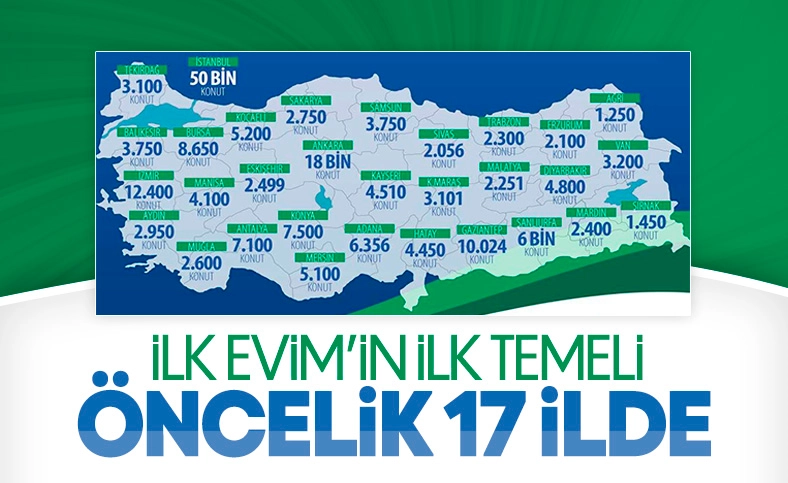 TEKİRDAĞ
3.100
KONUT
İSTANBUL
50 BİN
KONUT
KOCAELİ
5.200
KONUT
SAKARYA
2.750
KONUT
SAMSUN
3.750
KONUT
SİVAS
2.056
KONUT
TRABZON
2.300
KONUT
ERZURUM
2.100
KONUT
AĞRI
1.250
KONUT
BALIKESİR
3.750
KONUT
BURSA
8.650
KONUT
ESKİŞEHİR
2.499
KONUT
ANKARA
18 BİN
KONUT
KAYSERİ
4.510
KONUT
K.MARAŞ
3.101
KONUT
MALATYA
2.251
KONUT
DİYARBAKIR
4.800
KONUT
VAN
3.200
KONUT
İZMİR
12.400
KONUT
MANİSA
4.100
KONUT
AYDIN
2.950
KONUT
MUĞLA
2.600
KONUT
ANTALYA
7.100
KONUT
KONYA
7.500
KONUT
MERSİN
5.100
KONUT
ADANA
6.356
KONUT
HATAY
4.450
KONUT
GAZİANTEP
10.024
KONUT
ŞANLIURFA
6 BİN
KONUT
MARDİN
2.400
KONUT
ŞIRNAK
1.450
KONUT
İLK EVİM'İN İLK TEMELİ
ÖNCELİK 17 İLDE